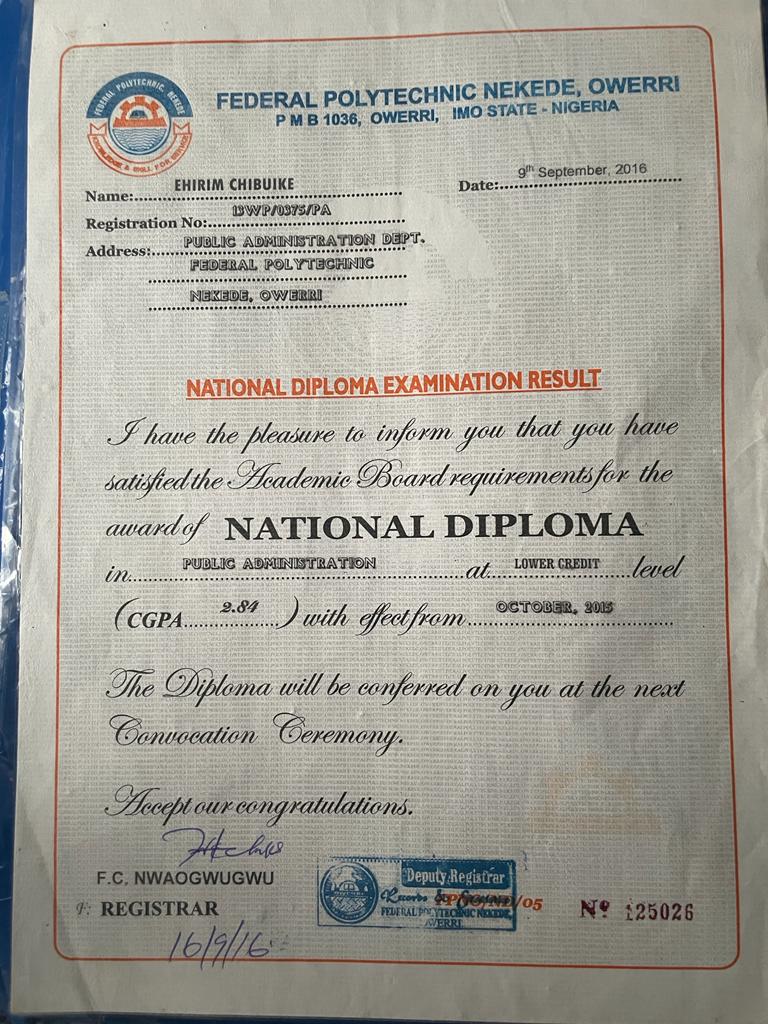 FEDERAL POLYTECHNIC NEKEDE
KNOWLEDGE & SKILL FOR SERVICE
FEDERAL POLYTECHNIC NEKEDE, OWERRI
P M B 1036, OWERRI, IMO STATE - NIGERIA
Name:......EHIRIM CHIBUIKE...... Date:......9th September, 2016......
Registration No:......13WP/0375/PA......
Address:......PUBLIC ADMINISTRATION DEPT.
FEDERAL POLYTECHNIC
NEKEDE, OWERRI
NATIONAL DIPLOMA EXAMINATION RESULT
I have the pleasure to inform you that you have
satisfied the Academic Board requirements for the
award of NATIONAL DIPLOMA
in......PUBLIC ADMINISTRATION......at...LOWER CREDIT......level
(CGPA......2.84......) with effect from......OCTOBER, 2015......
The Diploma will be conferred on you at the next
Convocation Ceremony.
Accept our congratulations.
F.C, NWAOGWUGWU
F: REGISTRAR
16/9/16
Deputy Registrar
Records &
FEDERAL POLYTECHNIC NEKEDE
OWERRI
/05
Nº 125026